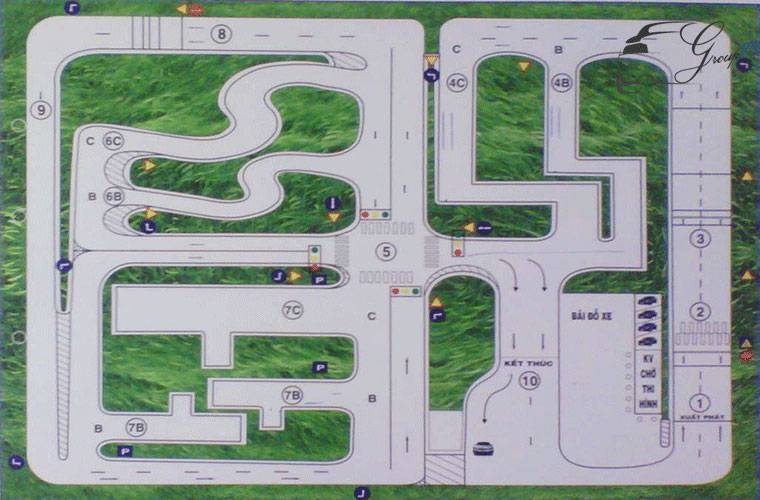 Group
8
C
B
9
4C
4B
C
6C
B
6B
3
5
2
BÃI ĐỖ XE
7C
C
P
KV
CHỜ
THI
HÌNH
KẾT THÚC
10
P
7B
B
1
XUẤT PHÁT
B
7B
P